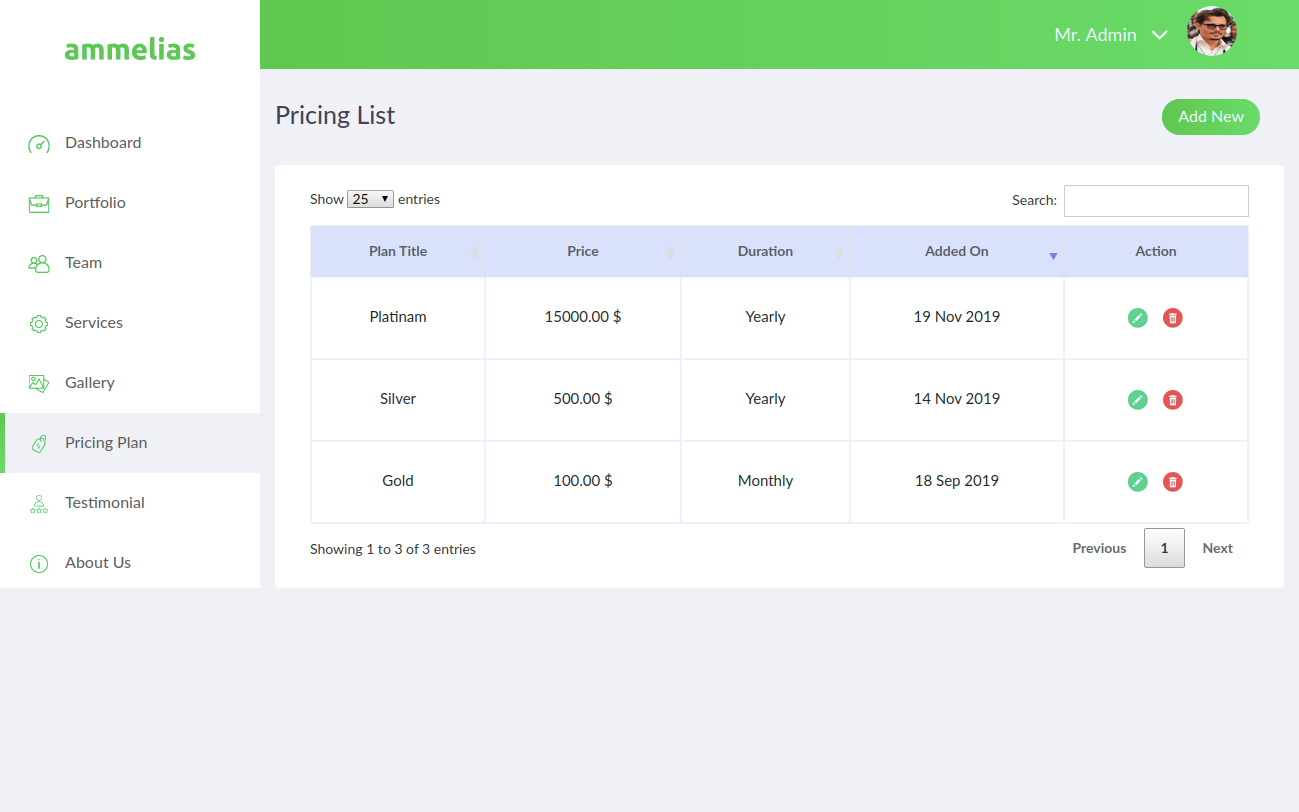 ammelias
Mr. Admin
Dashboard
Portfolio
Team
Services
Gallery
Pricing Plan
Testimonial
About Us
Pricing List
Add New
Show 25 entries
Search:
Plan Title Price Duration Added On Action
Platinam 15000.00 $ Yearly 19 Nov 2019
Silver 500.00 $ Yearly 14 Nov 2019
Gold 100.00 $ Monthly 18 Sep 2019
Showing 1 to 3 of 3 entries
Previous 1 Next